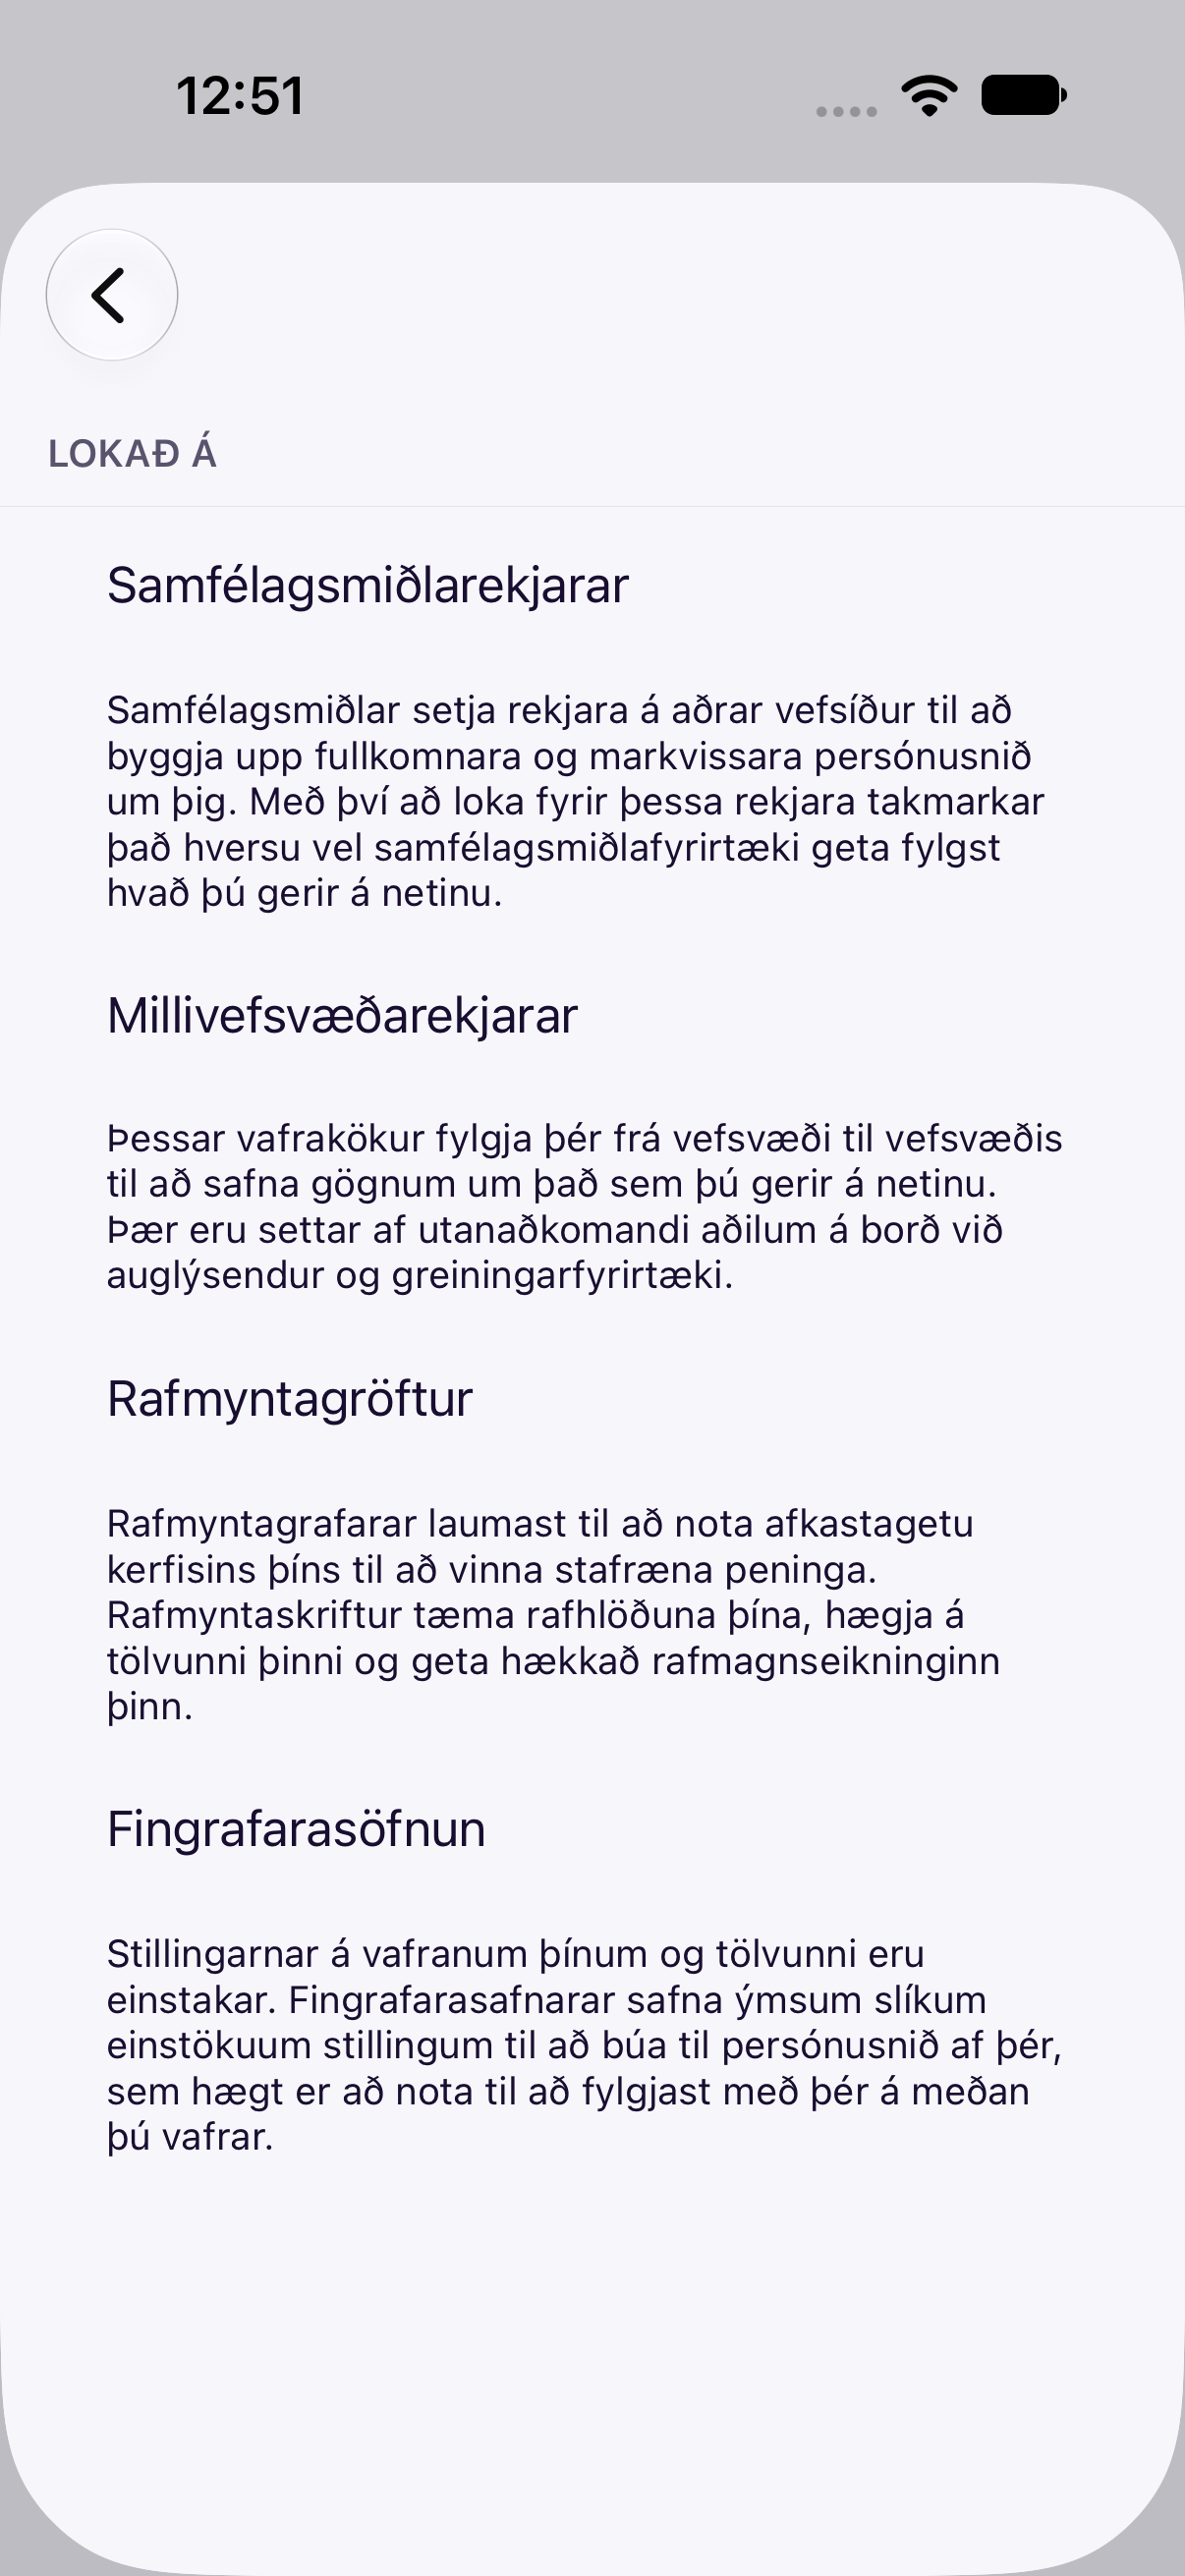 12:51
LOKAÐ Á
Samfélagsmiðlarekjarar
Samfélagsmiðlar setja rekjara á aðrar vefsíður til að
byggja upp fullkomnara og markvissara persónusnið
um þig. Með því að loka fyrir þessa rekjara takmarkar
það hversu vel samfélagsmiðlafyrirtæki geta fylgst
hvað þú gerir á netinu.
Millivefsvæðarekjarar
Þessar vafrakökur fylgja þér frá vefsvæði til vefsvæðis
til að safna gögnum um það sem þú gerir á netinu.
Þær eru settar af utanaðkomandi aðilum á borð við
auglýsendur og greiningarfyrirtæki.
Rafmyntagröftur
Rafmyntagrafarar laumast til að nota afkastagetu
kerfisins þíns til að vinna stafræna peninga.
Rafmyntaskriftur tæma rafhlöðuna þína, hægja á
tölvunni þinni og geta hækkað rafmagnseikninginn
þinn.
Fingrafarasöfnun
Stillingarnar á vafranum þínum og tölvunni eru
einstakar. Fingrafarasafnarar safna ýmsum slíkum
einstökuum stillingum til að búa til persónusnið af þér,
sem hægt er að nota til að fylgjast með þér á meðan
þú vafrar.